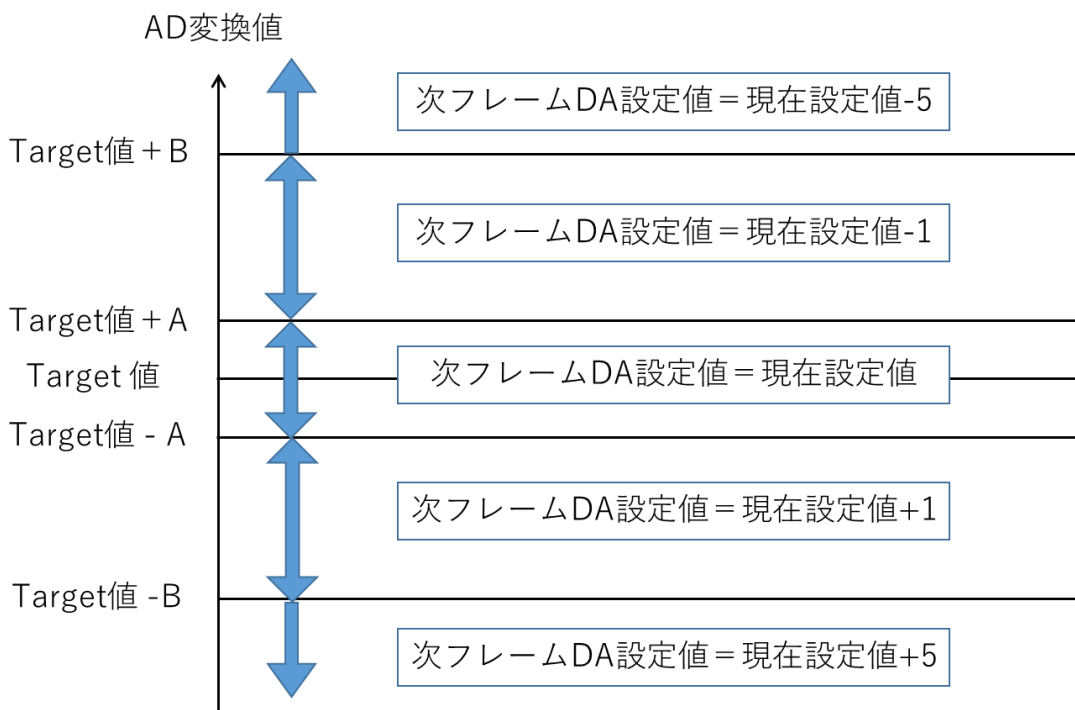 AD変換値
次フレームDA設定値＝現在設定値-5
Target値＋B
次フレームDA設定値＝現在設定値-1
Target値＋A
Target 値
次フレームDA設定値＝現在設定値
Target値 - A
次フレームDA設定値＝現在設定値+1
Target値 -B
次フレームDA設定値＝現在設定値+5